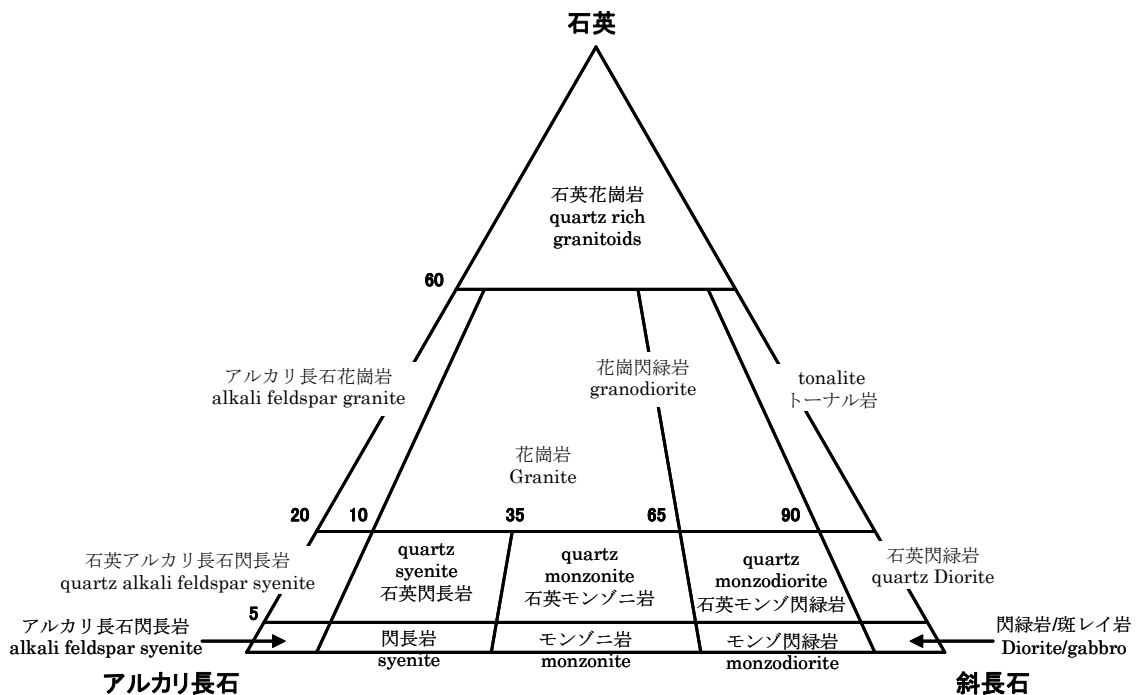 石英
石英花崗岩
quartz rich
granitoids
60
アルカリ長石花崗岩
alkali feldspar granite
花崗閃緑岩
granodiorite
tonalite
トーナル岩
花崗岩
Granite
20
10
35
65
90
石英アルカリ長石閃長岩
quartz alkali feldspar syenite
quartz
syenite
石英閃長岩
quartz
monzonite
石英モンゾニ岩
quartz
monzodiorite
石英モンゾ閃緑岩
石英閃緑岩
quartz Diorite
5
アルカリ長石閃長岩
alkali feldspar syenite
閃長岩
syenite
モンゾニ岩
monzonite
モンゾ閃緑岩
monzodiorite
閃緑岩/斑レイ岩
Diorite/gabbro
アルカリ長石
斜長石